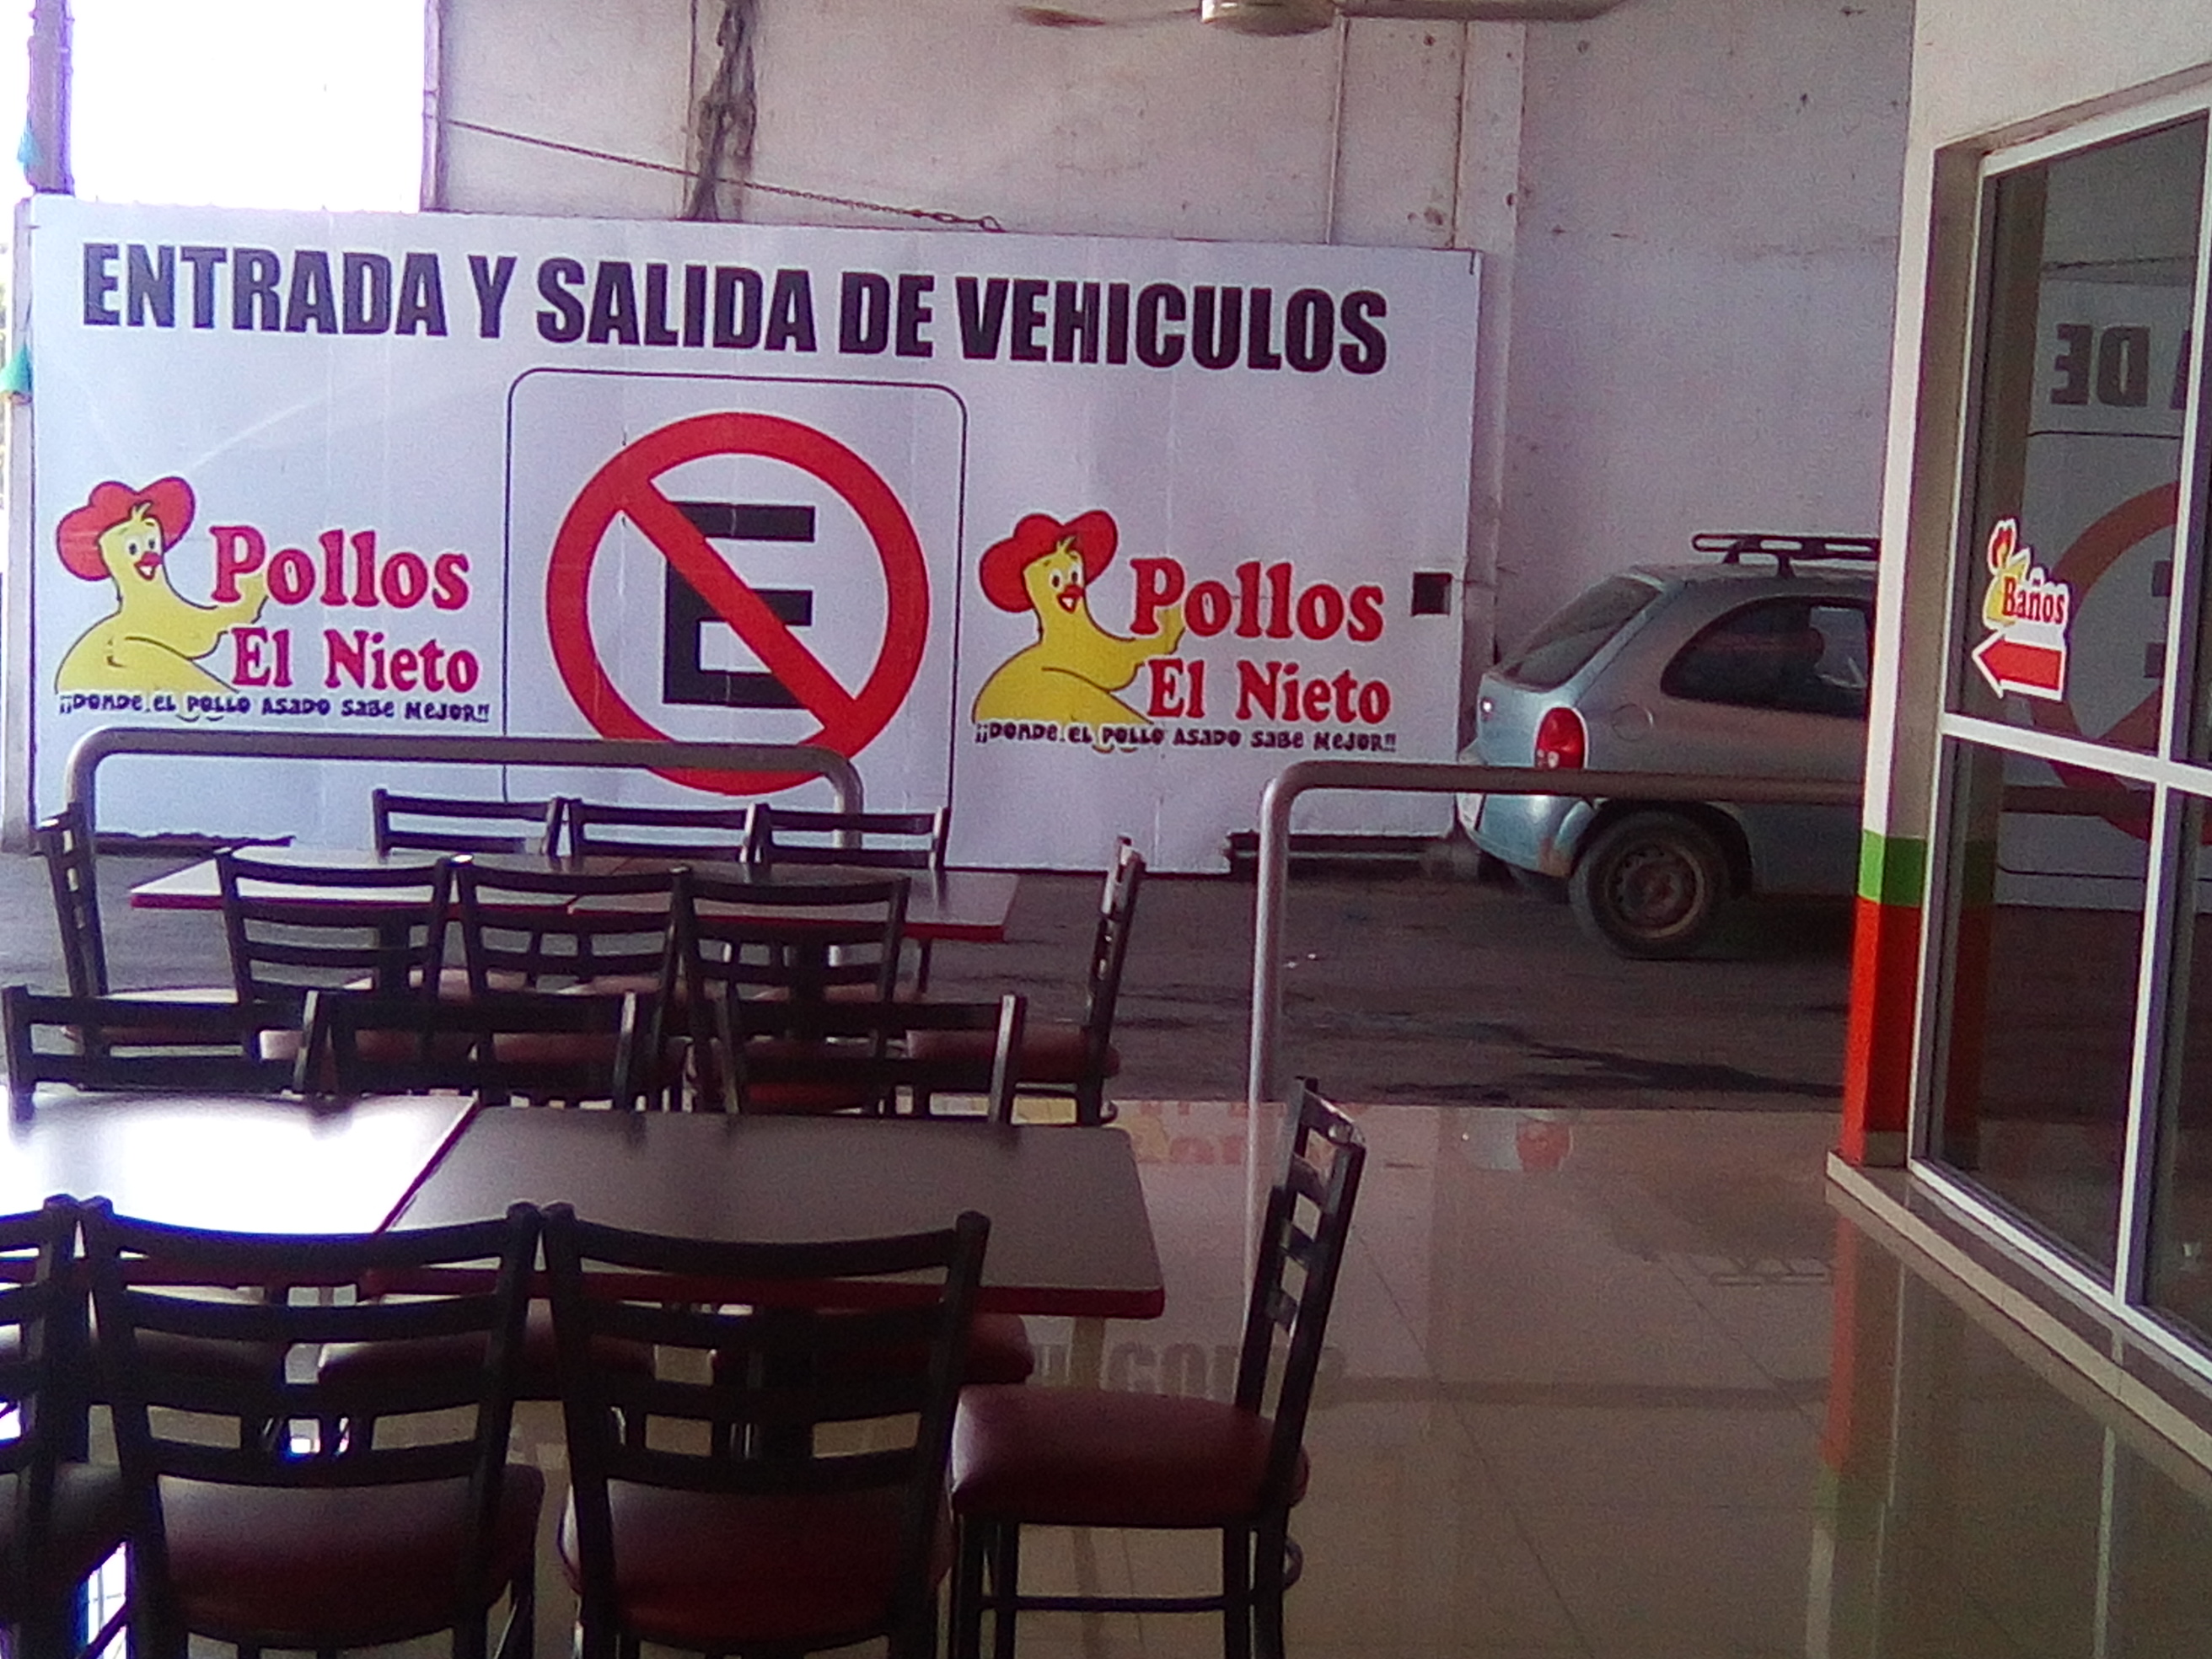 ENTRADA Y SALIDA DE VEHICULOS
Pollos
El Nieto
¡¡DONDE EL POLLO ASADO SABE MEJOR!!
E
Pollos
El Nieto
¡¡DONDE EL POLLO ASADO SABE MEJOR!!
Baños
DE